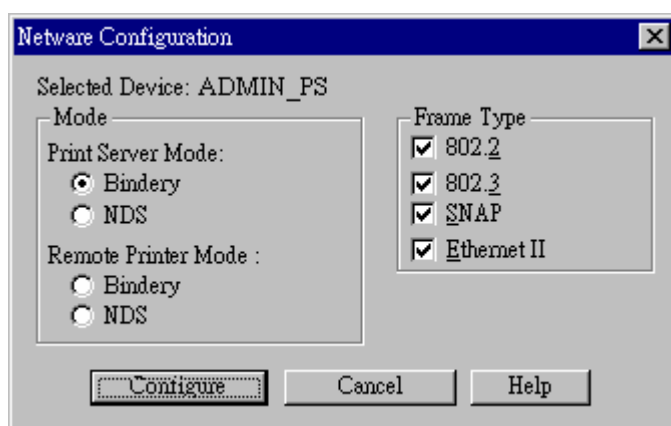 Netware Configuration
Selected Device: ADMIN_PS
Mode
Print Server Mode:
Bindery
NDS
Remote Printer Mode :
Bindery
NDS
Frame Type
802.2
802.3
SNAP
Ethernet II
Configure
Cancel
Help